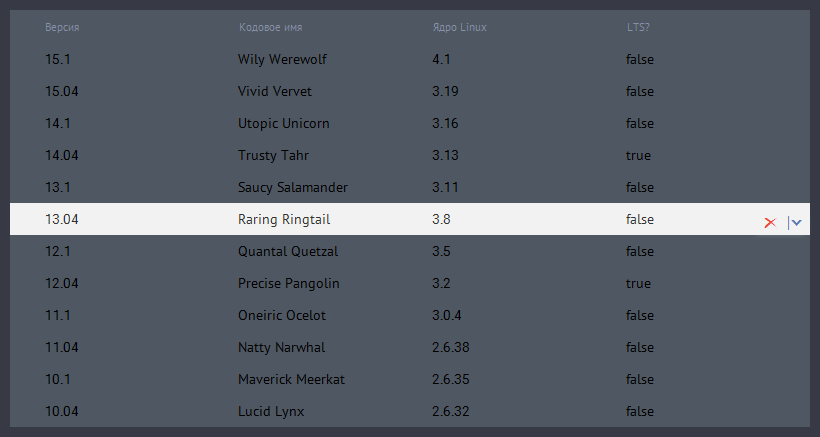 Версия Кодовое имя Ядро Linux LTS?
15.1 Wily Werewolf 4.1 false
15.04 Vivid Vervet 3.19 false
14.1 Utopic Unicorn 3.16 false
14.04 Trusty Tahr 3.13 true
13.1 Saucy Salamander 3.11 false
13.04 Raring Ringtail 3.8 false
12.1 Quantal Quetzal 3.5 false
12.04 Precise Pangolin 3.2 true
11.1 Oneiric Ocelot 3.0.4 false
11.04 Natty Narwhal 2.6.38 false
10.1 Maverick Meerkat 2.6.35 false
10.04 Lucid Lynx 2.6.32 false